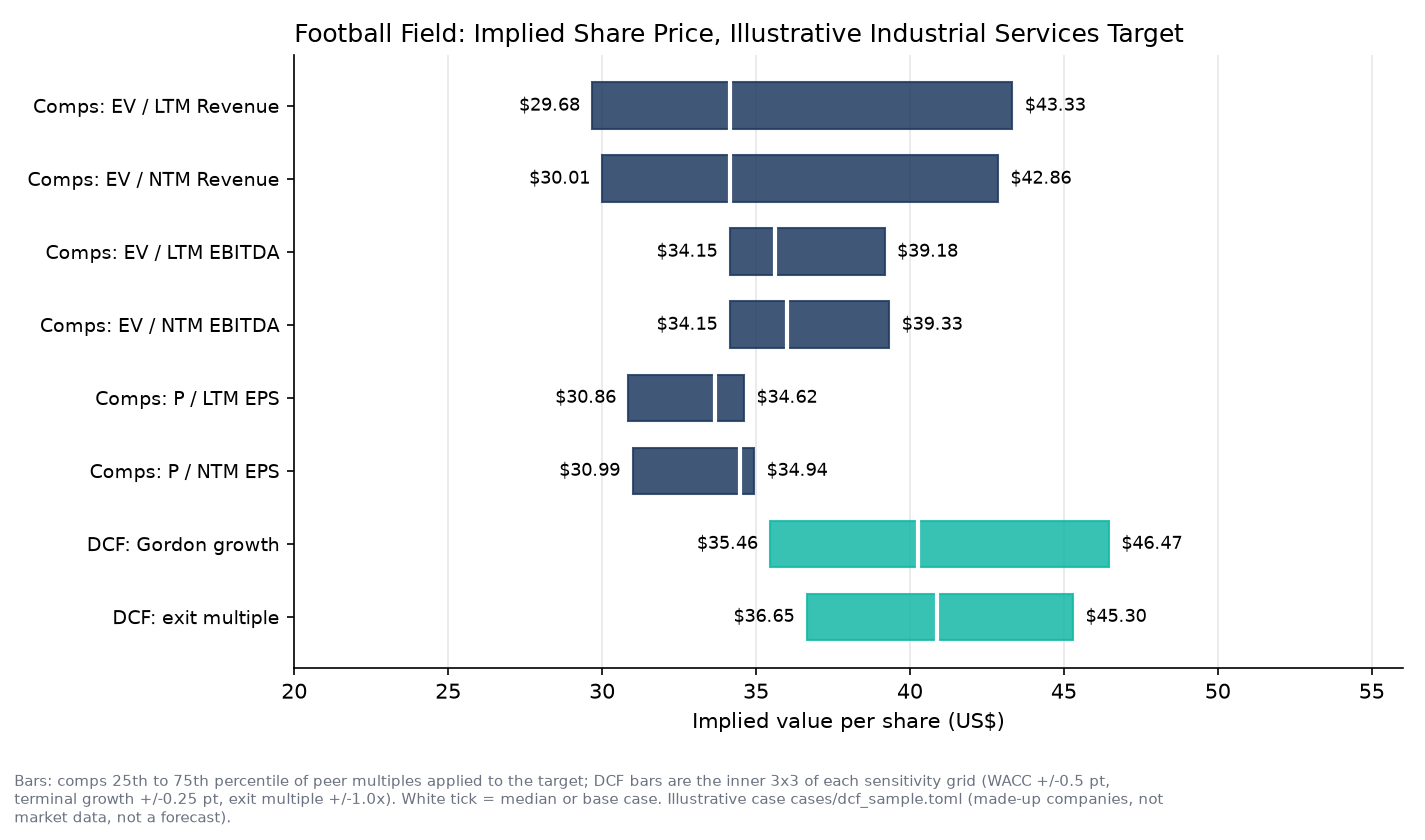 Football Field: Implied Share Price, Illustrative Industrial Services Target
Comps: EV / LTM Revenue
$29.68
$43.33
Comps: EV / NTM Revenue
$30.01
$42.86
Comps: EV / LTM EBITDA
$34.15
$39.18
Comps: EV / NTM EBITDA
$34.15
$39.33
Comps: P / LTM EPS
$30.86
$34.62
Comps: P / NTM EPS
$30.99
$34.94
DCF: Gordon growth
$35.46
$46.47
DCF: exit multiple
$36.65
$45.30
20
25
30
35
40
45
50
55
Implied value per share (US$)
Bars: comps 25th to 75th percentile of peer multiples applied to the target; DCF bars are the inner 3x3 of each sensitivity grid (WACC +/-0.5 pt,
terminal growth +/-0.25 pt, exit multiple +/-1.0x). White tick = median or base case. Illustrative case cases/dcf_sample.toml (made-up companies, not
market data, not a forecast).